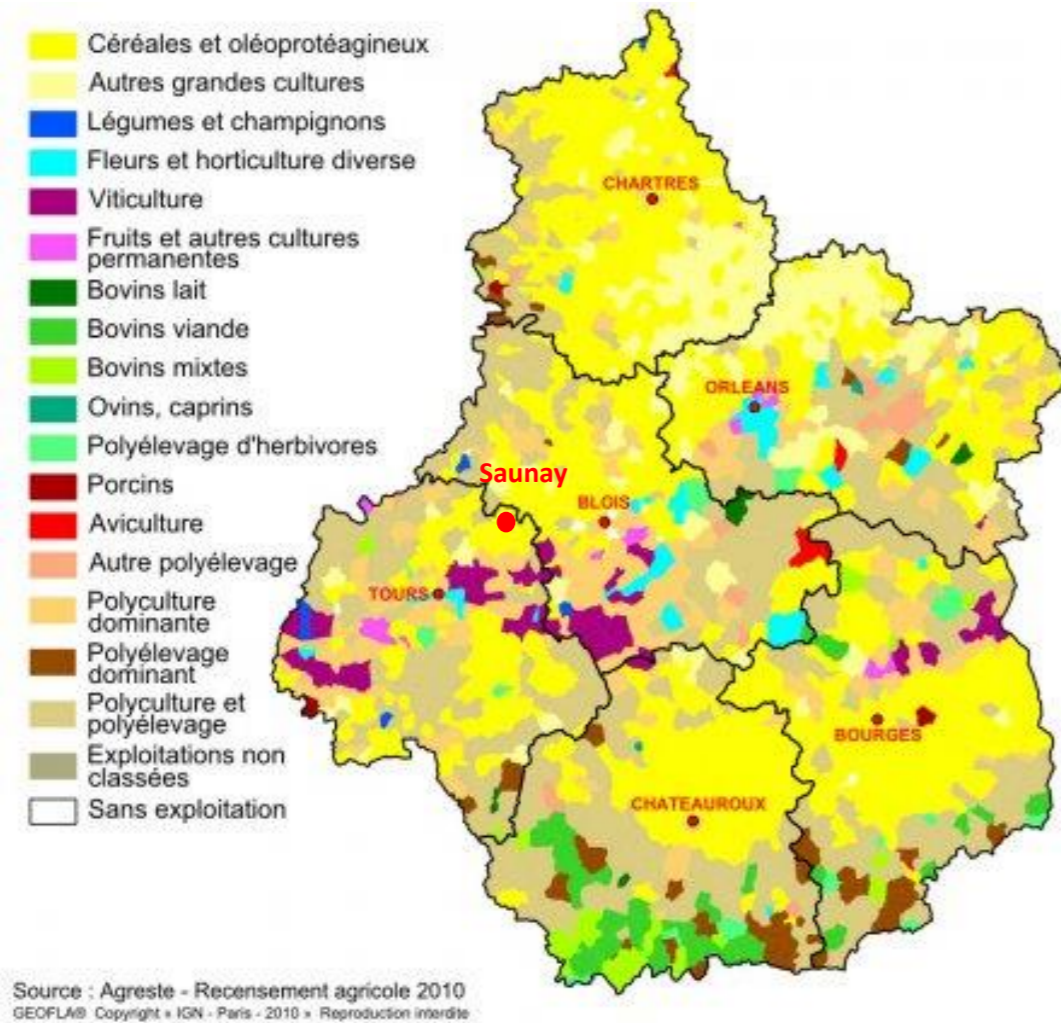 Céréales et oléoprotéagineux
Autres grandes cultures
Légumes et champignons
Fleurs et horticulture diverse
Viticulture
Fruits et autres cultures
permanentes
Bovins lait
Bovins viande
Bovins mixtes
Ovins, caprins
Polyélevage d'herbivores
Porcins
Aviculture
Autre polyélevage
Polyculture
dominante
Polyélevage
dominant
Polyculture et
polyélevage
Exploitations non
classées
Sans exploitation
CHARTRES
ORLEANS
Saunay
BLOIS
TOURS
BOURGES
CHATEAUROUX
Source : Agreste - Recensement agricole 2010
GEOFLA® Copyright « IGN - Paris - 2010 » Reproduction interdite